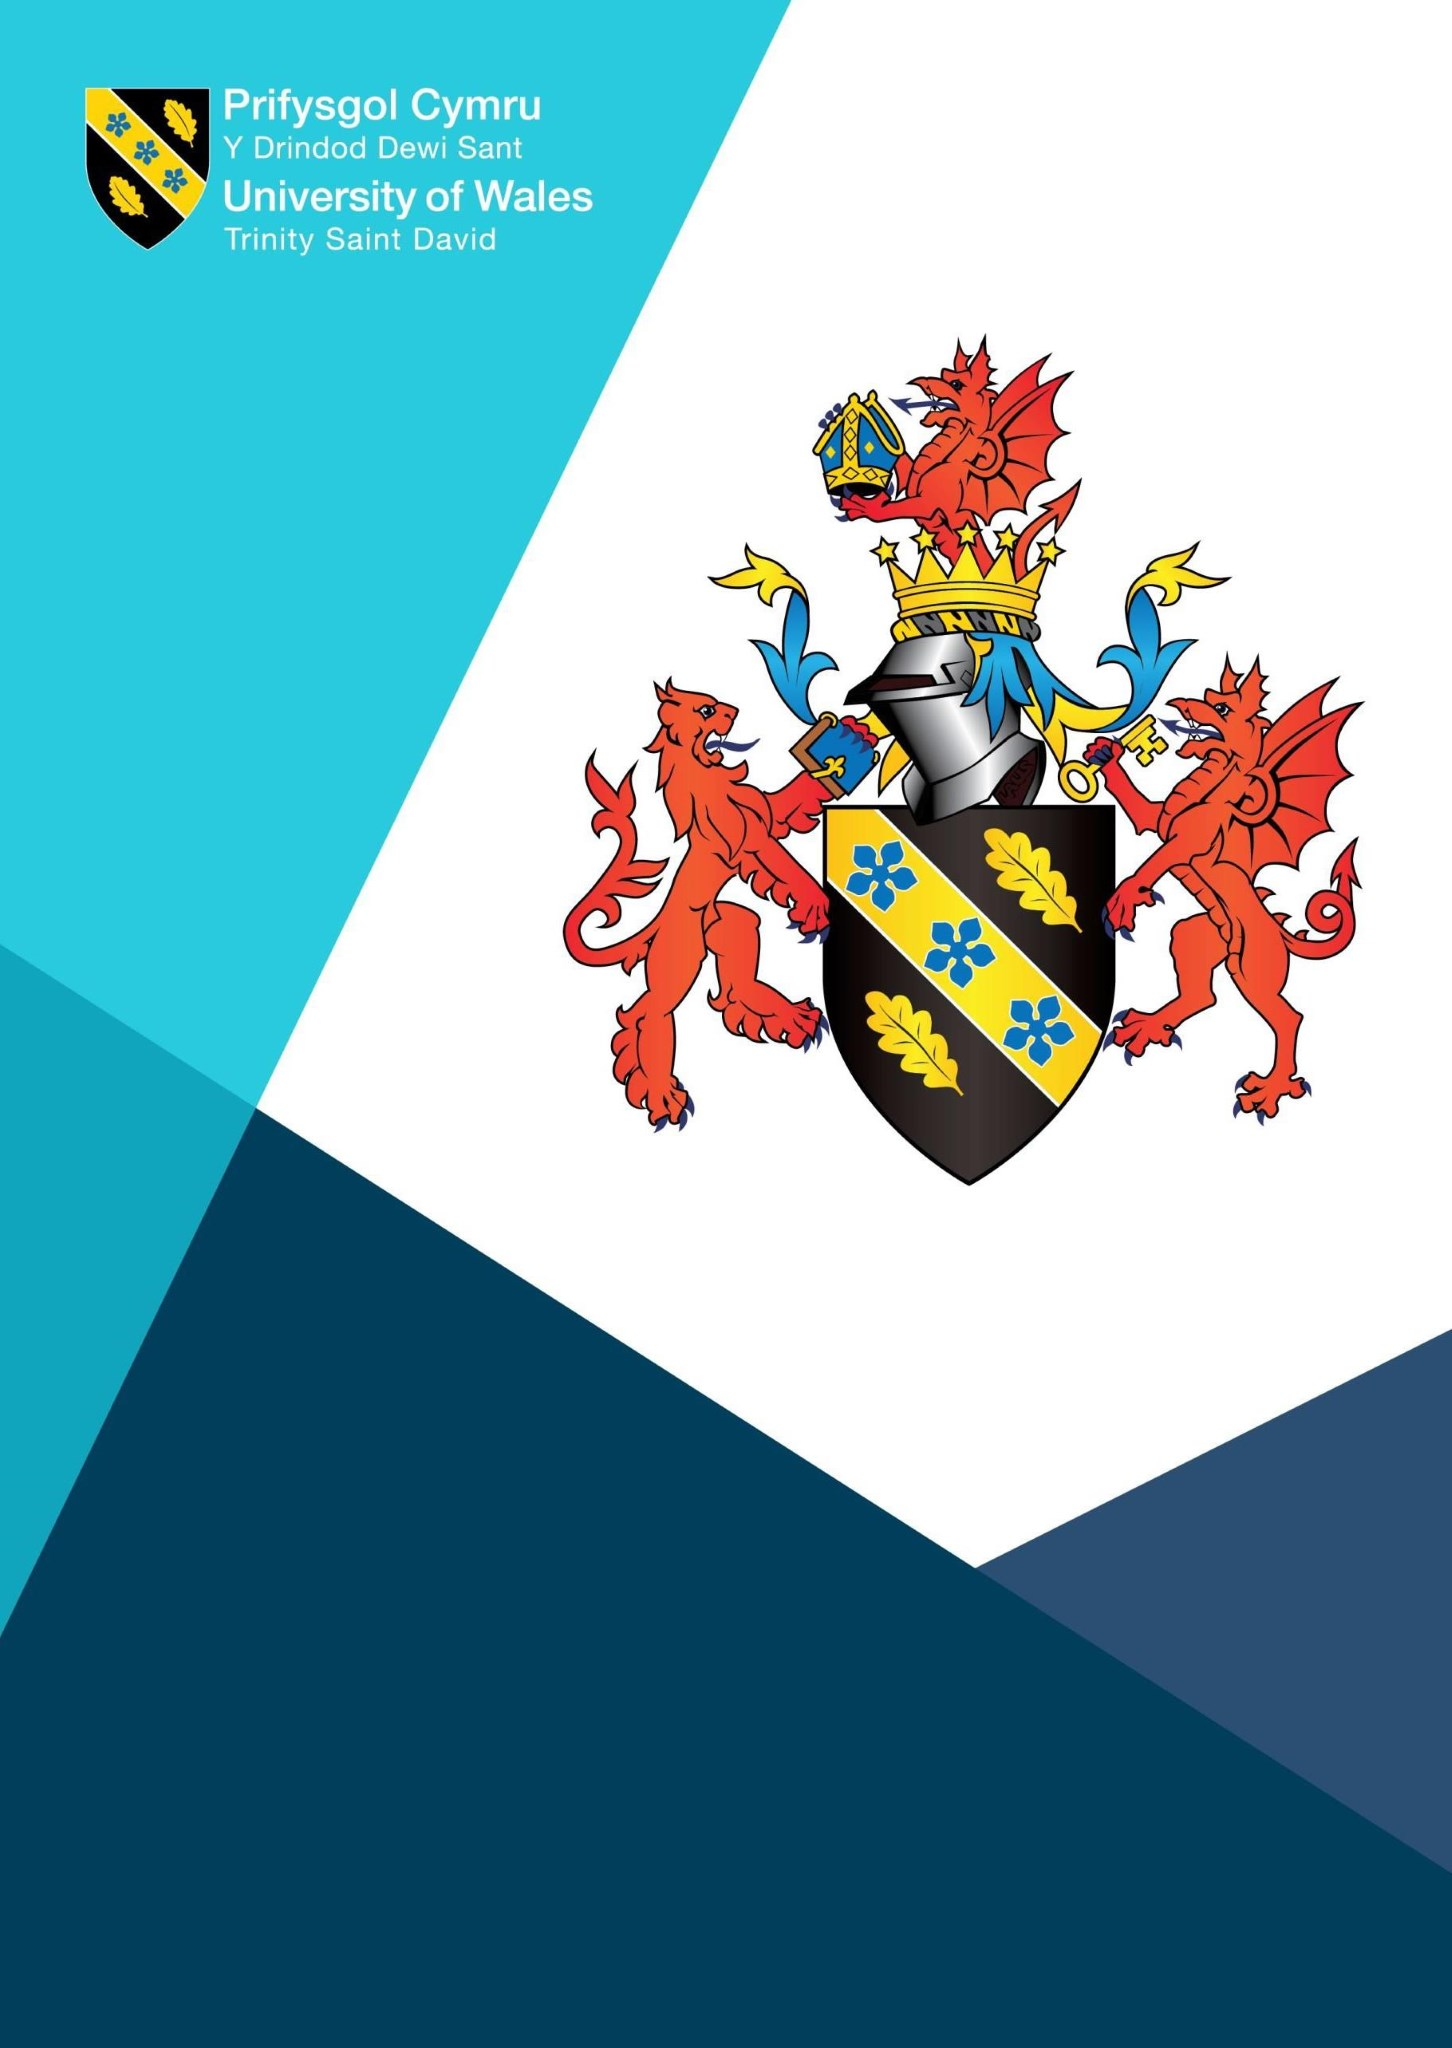 Prifysgol Cymru
Y Drindod Dewi Sant
University of Wales
Trinity Saint David